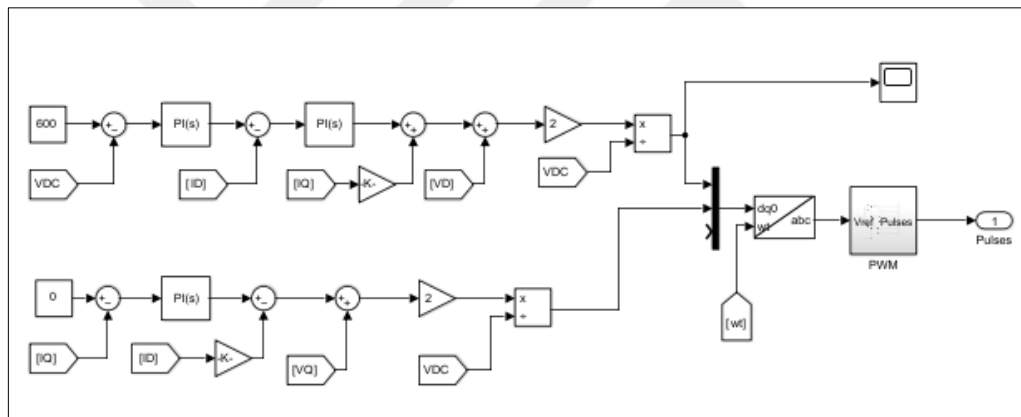 600
+
−
PI(s)
+
−
PI(s)
+
+
+
+
2
x
÷
VDC
[ID]
[IQ]
-K-
[VD]
VDC
dq0
wt
abc
Vref
Pulses
PWM
1
Pulses
0
+
−
PI(s)
+
−
+
+
2
x
÷
[IQ]
[ID]
-K-
[VQ]
VDC
[wt]